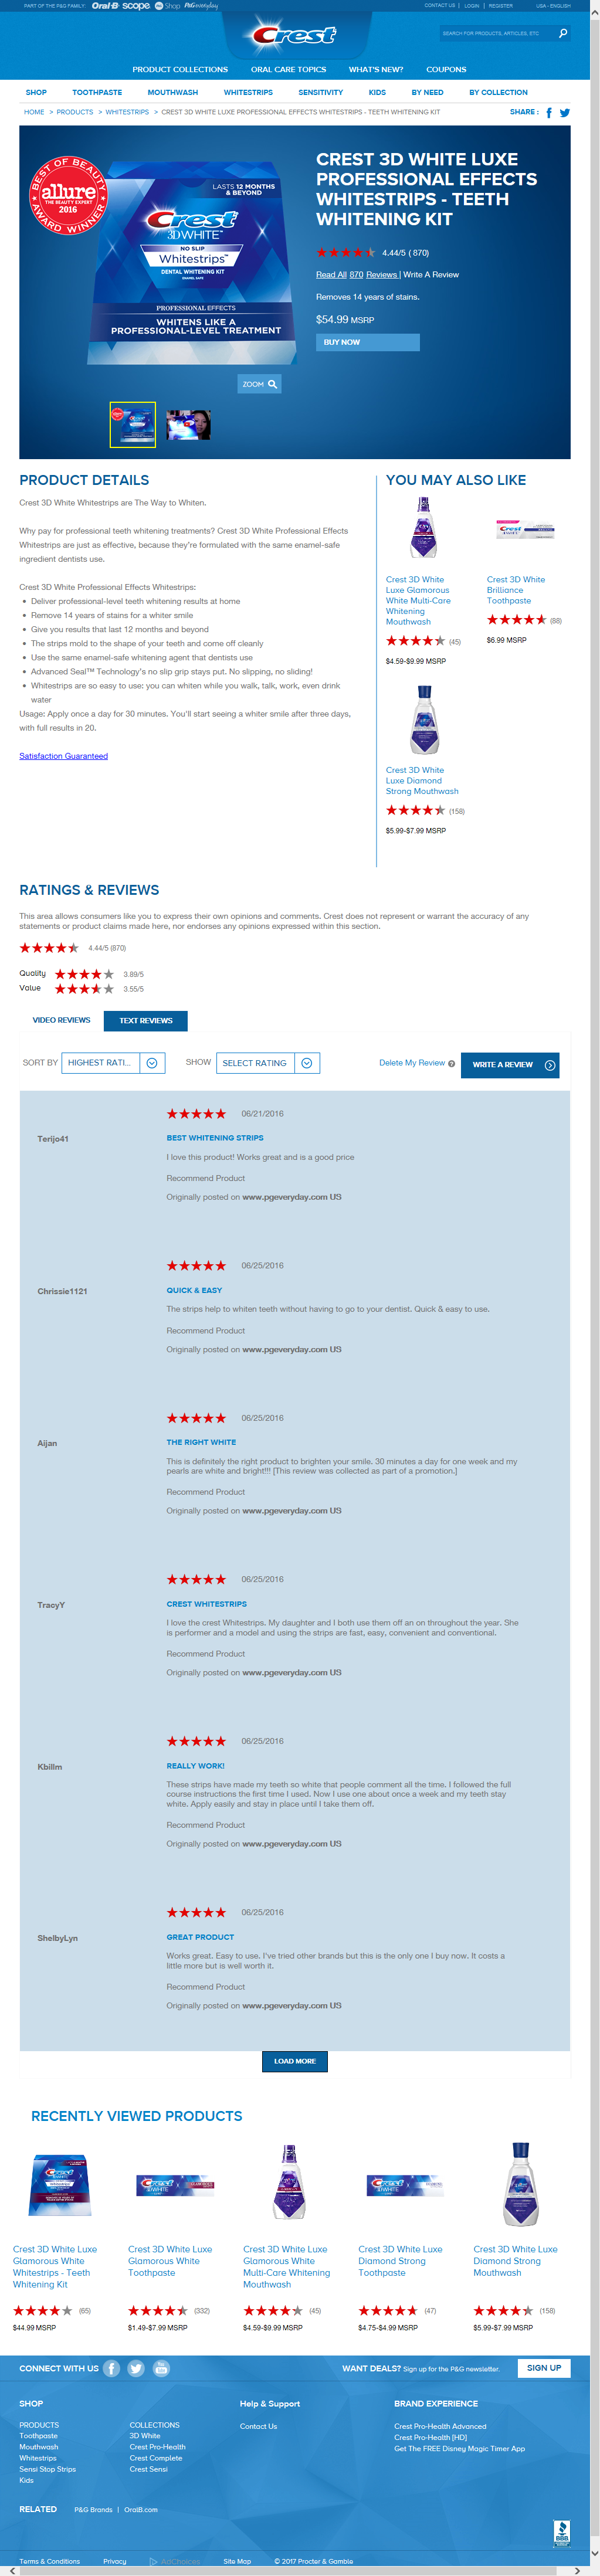 PART OF THE P&G FAMILY: Oral-B scope Shop P&Geveryday
CONTACT US | LOGIN | REGISTER USA - ENGLISH
Crest
SEARCH FOR PRODUCTS, ARTICLES, ETC
PRODUCT COLLECTIONS ORAL CARE TOPICS WHAT'S NEW? COUPONS
SHOP TOOTHPASTE MOUTHWASH WHITESTRIPS SENSITIVITY KIDS BY NEED BY COLLECTION
HOME > PRODUCTS > WHITESTRIPS > CREST 3D WHITE LUXE PROFESSIONAL EFFECTS WHITESTRIPS - TEETH WHITENING KIT
SHARE :
BEST OF BEAUTY
allure
THE BEAUTY EXPERT
2016
AWARD WINNER
LASTS 12 MONTHS
& BEYOND
Crest
3D WHITE™
NO SLIP
Whitestrips™
DENTAL WHITENING KIT
ENAMEL SAFE
PROFESSIONAL EFFECTS
WHITENS LIKE A
PROFESSIONAL-LEVEL TREATMENT
ZOOM
CREST 3D WHITE LUXE
PROFESSIONAL EFFECTS
WHITESTRIPS - TEETH
WHITENING KIT
4.44/5 ( 870)
Read All 870 Reviews | Write A Review
Removes 14 years of stains.
$54.99 MSRP
BUY NOW
PRODUCT DETAILS
Crest 3D White Whitestrips are The Way to Whiten.
Why pay for professional teeth whitening treatments? Crest 3D White Professional Effects
Whitestrips are just as effective, because they're formulated with the same enamel-safe
ingredient dentists use.
Crest 3D White Professional Effects Whitestrips:
• Deliver professional-level teeth whitening results at home
• Remove 14 years of stains for a whiter smile
• Give you results that last 12 months and beyond
• The strips mold to the shape of your teeth and come off cleanly
• Use the same enamel-safe whitening agent that dentists use
• Advanced Seal™ Technology's no slip grip stays put. No slipping, no sliding!
• Whitestrips are so easy to use: you can whiten while you walk, talk, work, even drink
water
Usage: Apply once a day for 30 minutes. You'll start seeing a whiter smile after three days,
with full results in 20.
Satisfaction Guaranteed
YOU MAY ALSO LIKE
Crest 3D White
Luxe Glamorous
White Multi-Care
Whitening
Mouthwash
(45)
$4.59-$9.99 MSRP
Crest 3D White
Brilliance
Toothpaste
(88)
$6.99 MSRP
Crest 3D White
Luxe Diamond
Strong Mouthwash
(158)
$5.99-$7.99 MSRP
RATINGS & REVIEWS
This area allows consumers like you to express their own opinions and comments. Crest does not represent or warrant the accuracy of any
statements or product claims made here, nor endorses any opinions expressed within this section.
4.44/5 (870)
Quality 3.89/5
Value 3.55/5
VIDEO REVIEWS TEXT REVIEWS
SORT BY HIGHEST RATI... SHOW SELECT RATING Delete My Review ? WRITE A REVIEW
06/21/2016
Terijo41
BEST WHITENING STRIPS
I love this product! Works great and is a good price
Recommend Product
Originally posted on www.pgeveryday.com US
06/25/2016
Chrissie1121
QUICK & EASY
The strips help to whiten teeth without having to go to your dentist. Quick & easy to use.
Recommend Product
Originally posted on www.pgeveryday.com US
06/25/2016
Aijan
THE RIGHT WHITE
This is definitely the right product to brighten your smile. 30 minutes a day for one week and my
pearls are white and bright!!! [This review was collected as part of a promotion.]
Recommend Product
Originally posted on www.pgeveryday.com US
06/25/2016
TracyY
CREST WHITESTRIPS
I love the crest Whitestrips. My daughter and I both use them off an on throughout the year. She
is performer and a model and using the strips are fast, easy, convenient and conventional.
Recommend Product
Originally posted on www.pgeveryday.com US
06/25/2016
Kbillm
REALLY WORK!
These strips have made my teeth so white that people comment all the time. I followed the full
course instructions the first time I used. Now I use one about once a week and my teeth stay
white. Apply easily and stay in place until I take them off.
Recommend Product
Originally posted on www.pgeveryday.com US
06/25/2016
ShelbyLyn
GREAT PRODUCT
Works great. Easy to use. I've tried other brands but this is the only one I buy now. It costs a
little more but is well worth it.
Recommend Product
Originally posted on www.pgeveryday.com US
LOAD MORE
RECENTLY VIEWED PRODUCTS
Crest 3D White Luxe
Glamorous White
Whitestrips - Teeth
Whitening Kit
(65)
$44.99 MSRP
Crest 3D White Luxe
Glamorous White
Toothpaste
(332)
$1.49-$7.99 MSRP
Crest 3D White Luxe
Glamorous White
Multi-Care Whitening
Mouthwash
(45)
$4.59-$9.99 MSRP
Crest 3D White Luxe
Diamond Strong
Toothpaste
(47)
$4.75-$4.99 MSRP
Crest 3D White Luxe
Diamond Strong
Mouthwash
(158)
$5.99-$7.99 MSRP
CONNECT WITH US
WANT DEALS? Sign up for the P&G newsletter. SIGN UP
SHOP
PRODUCTS
Toothpaste
Mouthwash
Whitestrips
Sensi Stop Strips
Kids
COLLECTIONS
3D White
Crest Pro-Health
Crest Complete
Crest Sensi
Help & Support
Contact Us
BRAND EXPERIENCE
Crest Pro-Health Advanced
Crest Pro-Health [HD]
Get The FREE Disney Magic Timer App
RELATED P&G Brands | OralB.com
BBB
Terms & Conditions Privacy AdChoices Site Map © 2017 Procter & Gamble